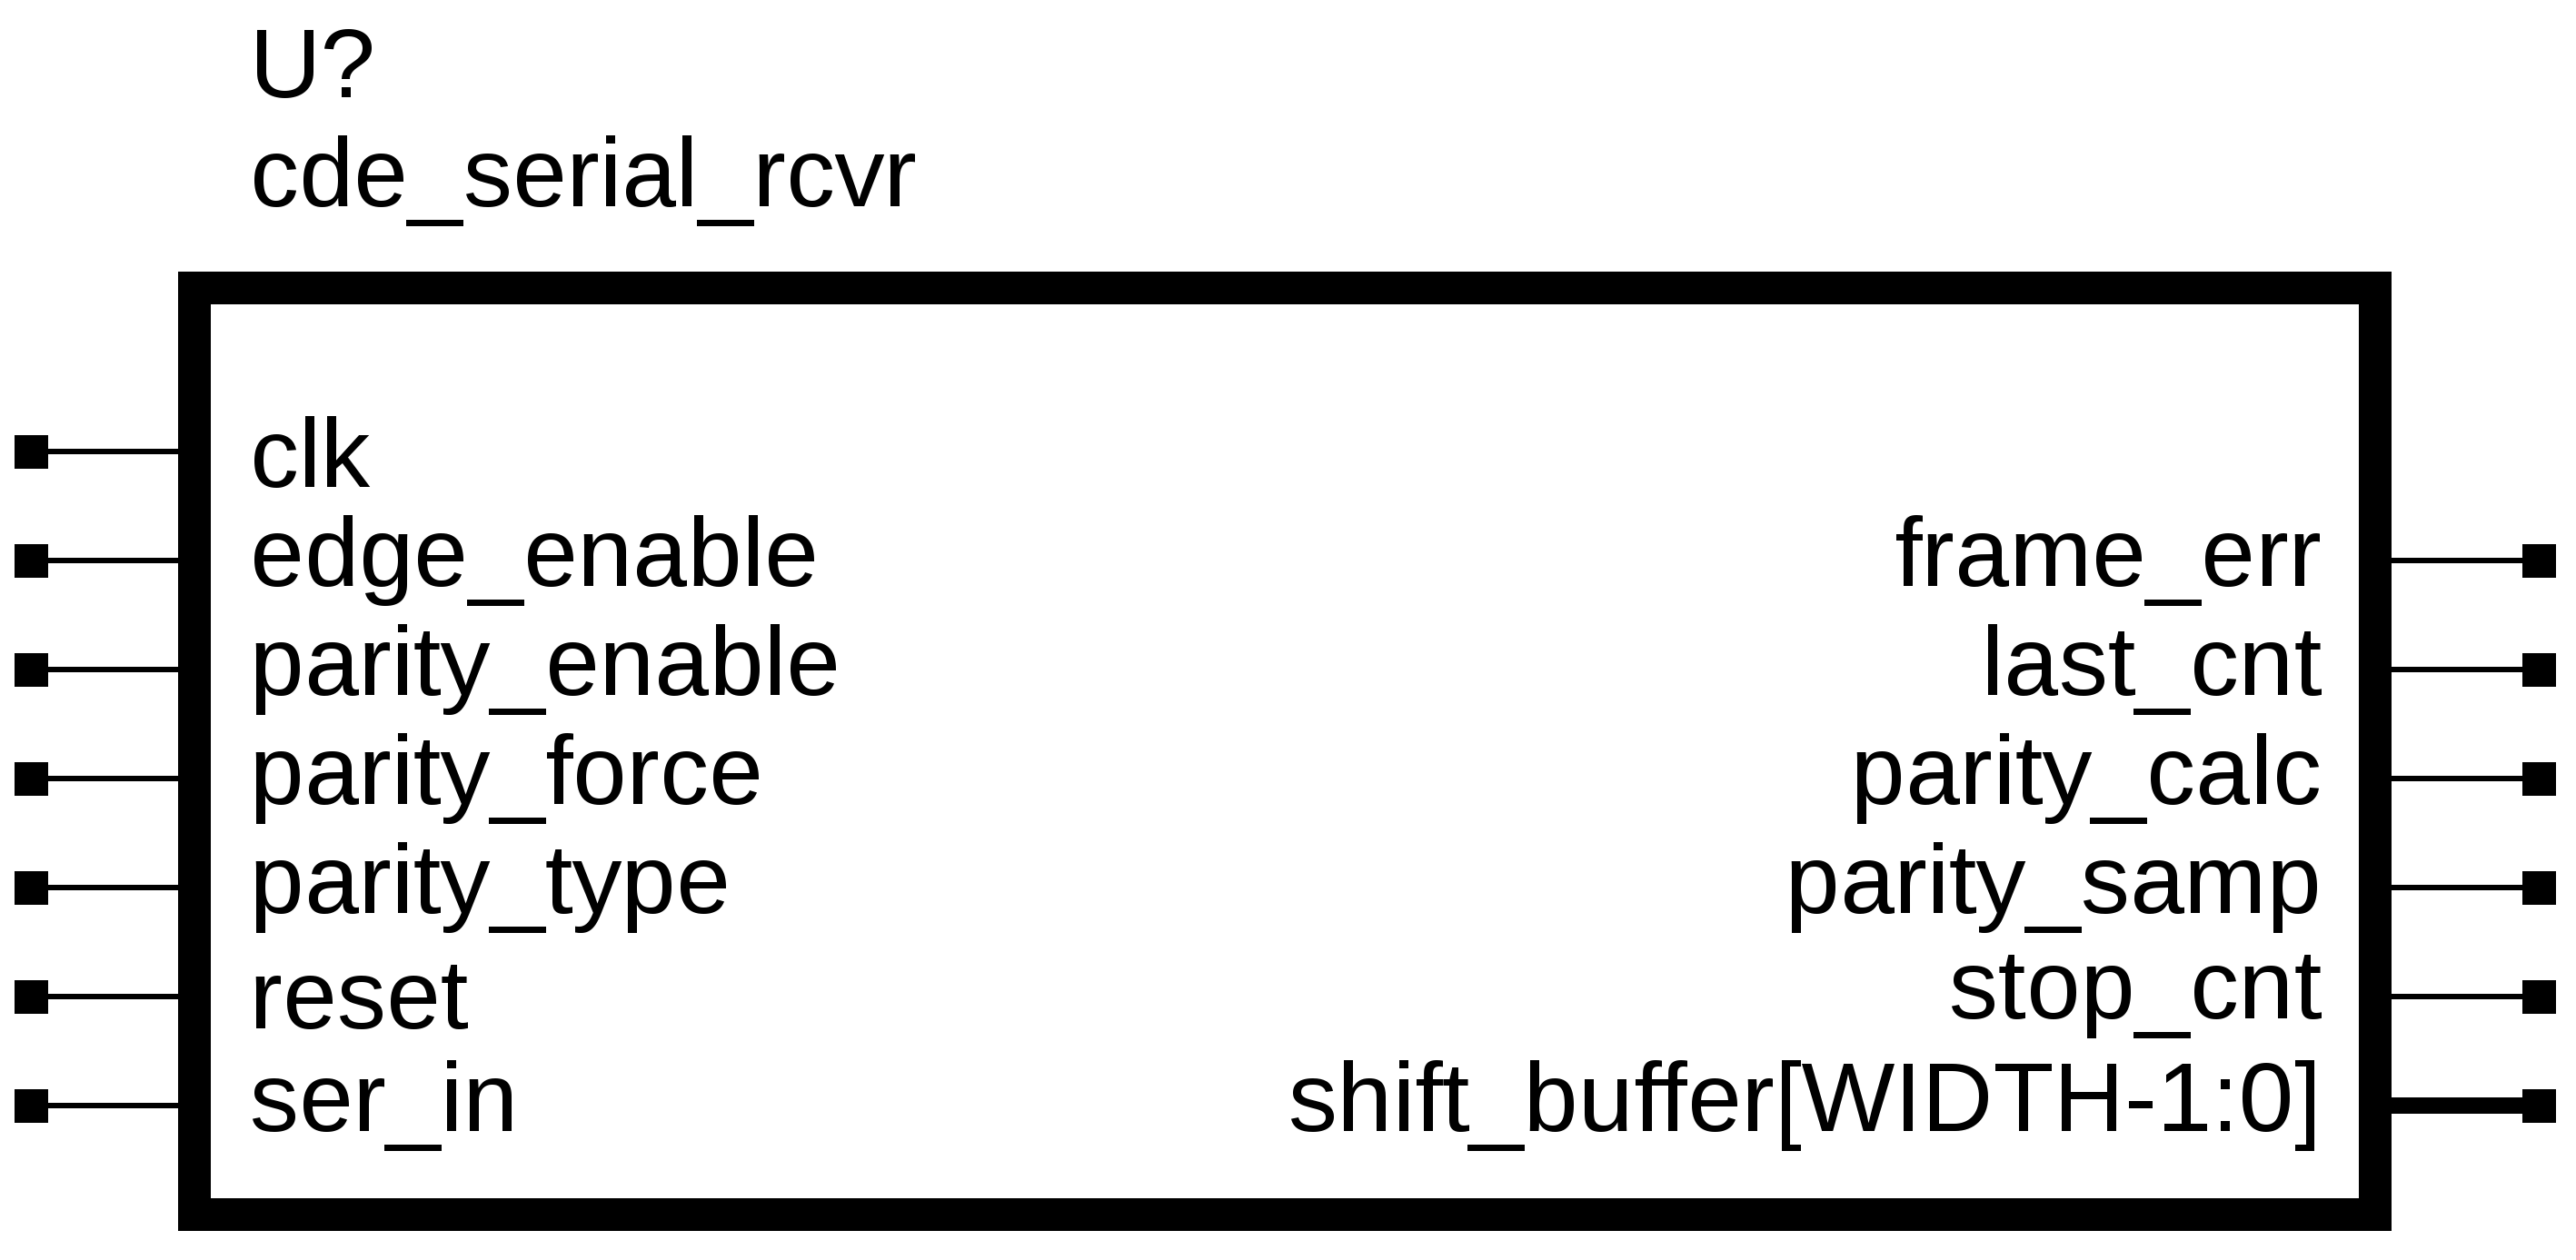 U?
cde_serial_rcvr
clk
edge_enable
frame_err
parity_enable
last_cnt
parity_force
parity_calc
parity_type
parity_samp
reset
stop_cnt
ser_in
shift_buffer[WIDTH-1:0]